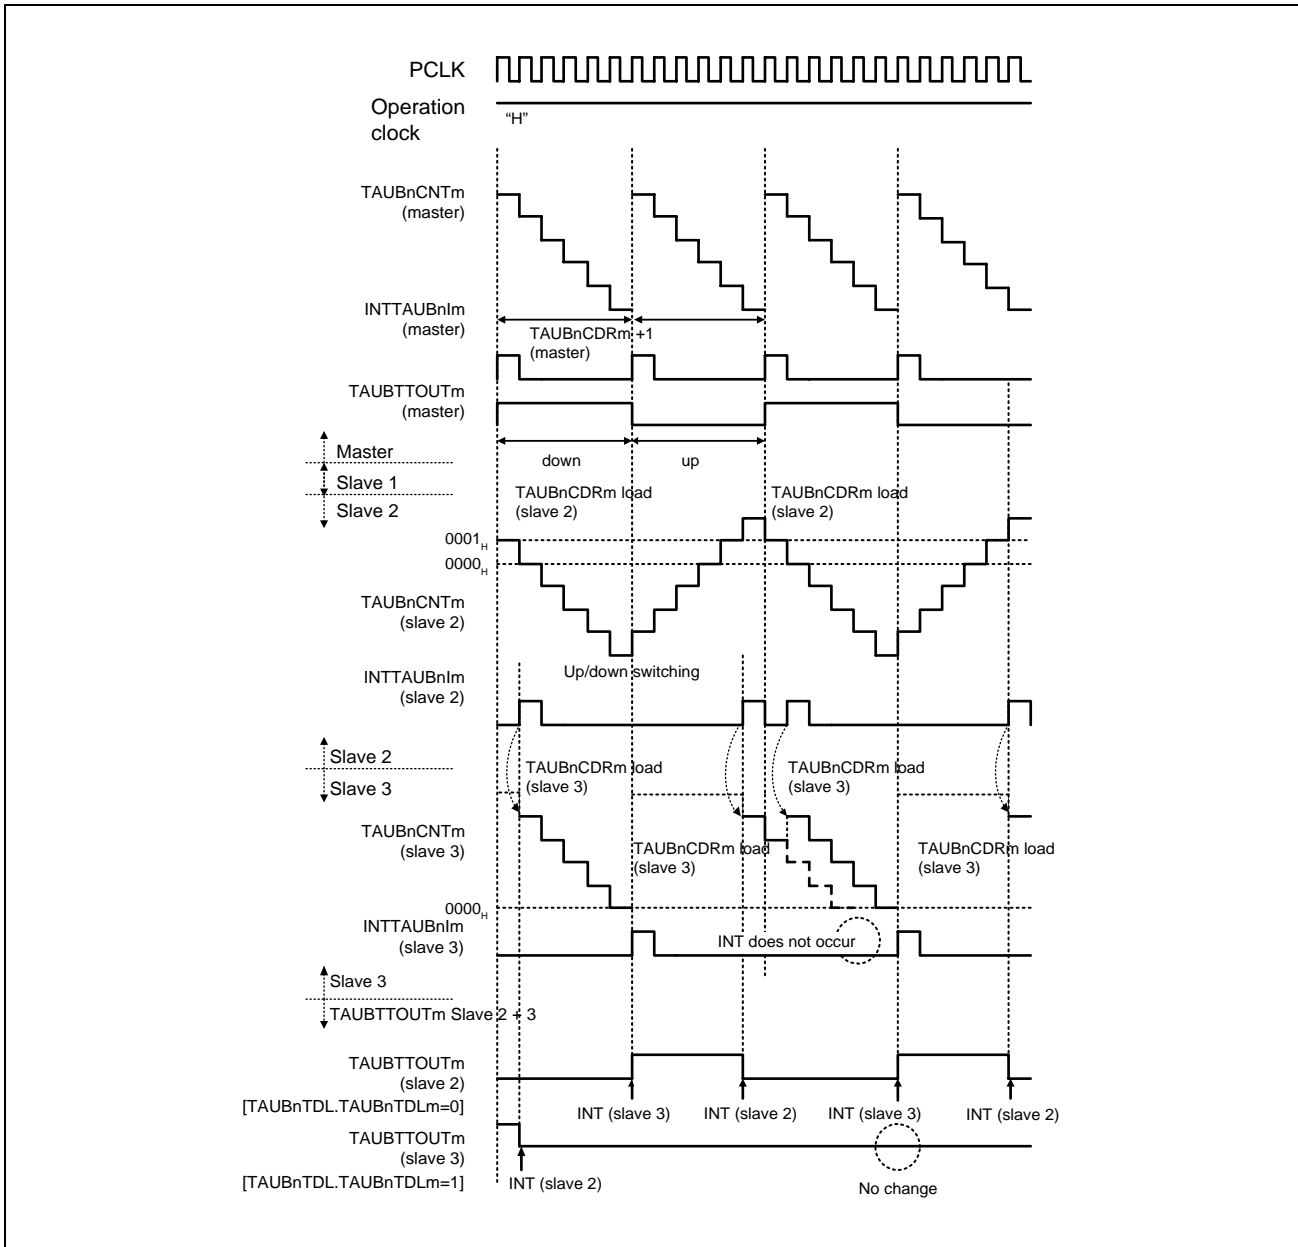 PCLK
Operation
clock
“H”
TAUBnCNTm
(master)
INTTAUBnIm
(master)
TAUBnCDRm +1
(master)
TAUBTTOUTm
(master)
Master
down
up
Slave 1
TAUBnCDRm load
(slave 2)
TAUBnCDRm load
(slave 2)
Slave 2
0001H
0000H
TAUBnCNTm
(slave 2)
Up/down switching
INTTAUBnIm
(slave 2)
Slave 2
TAUBnCDRm load
(slave 3)
TAUBnCDRm load
(slave 3)
Slave 3
TAUBnCNTm
(slave 3)
TAUBnCDRm load
(slave 3)
TAUBnCDRm load
(slave 3)
0000H
INTTAUBnIm
(slave 3)
INT does not occur
Slave 3
TAUBTTOUTm Slave 2 + 3
TAUBTTOUTm
(slave 2)
[TAUBnTDL.TAUBnTDLm=0]
INT (slave 3)
INT (slave 2)
INT (slave 3)
INT (slave 2)
TAUBTTOUTm
(slave 3)
[TAUBnTDL.TAUBnTDLm=1]
INT (slave 2)
No change